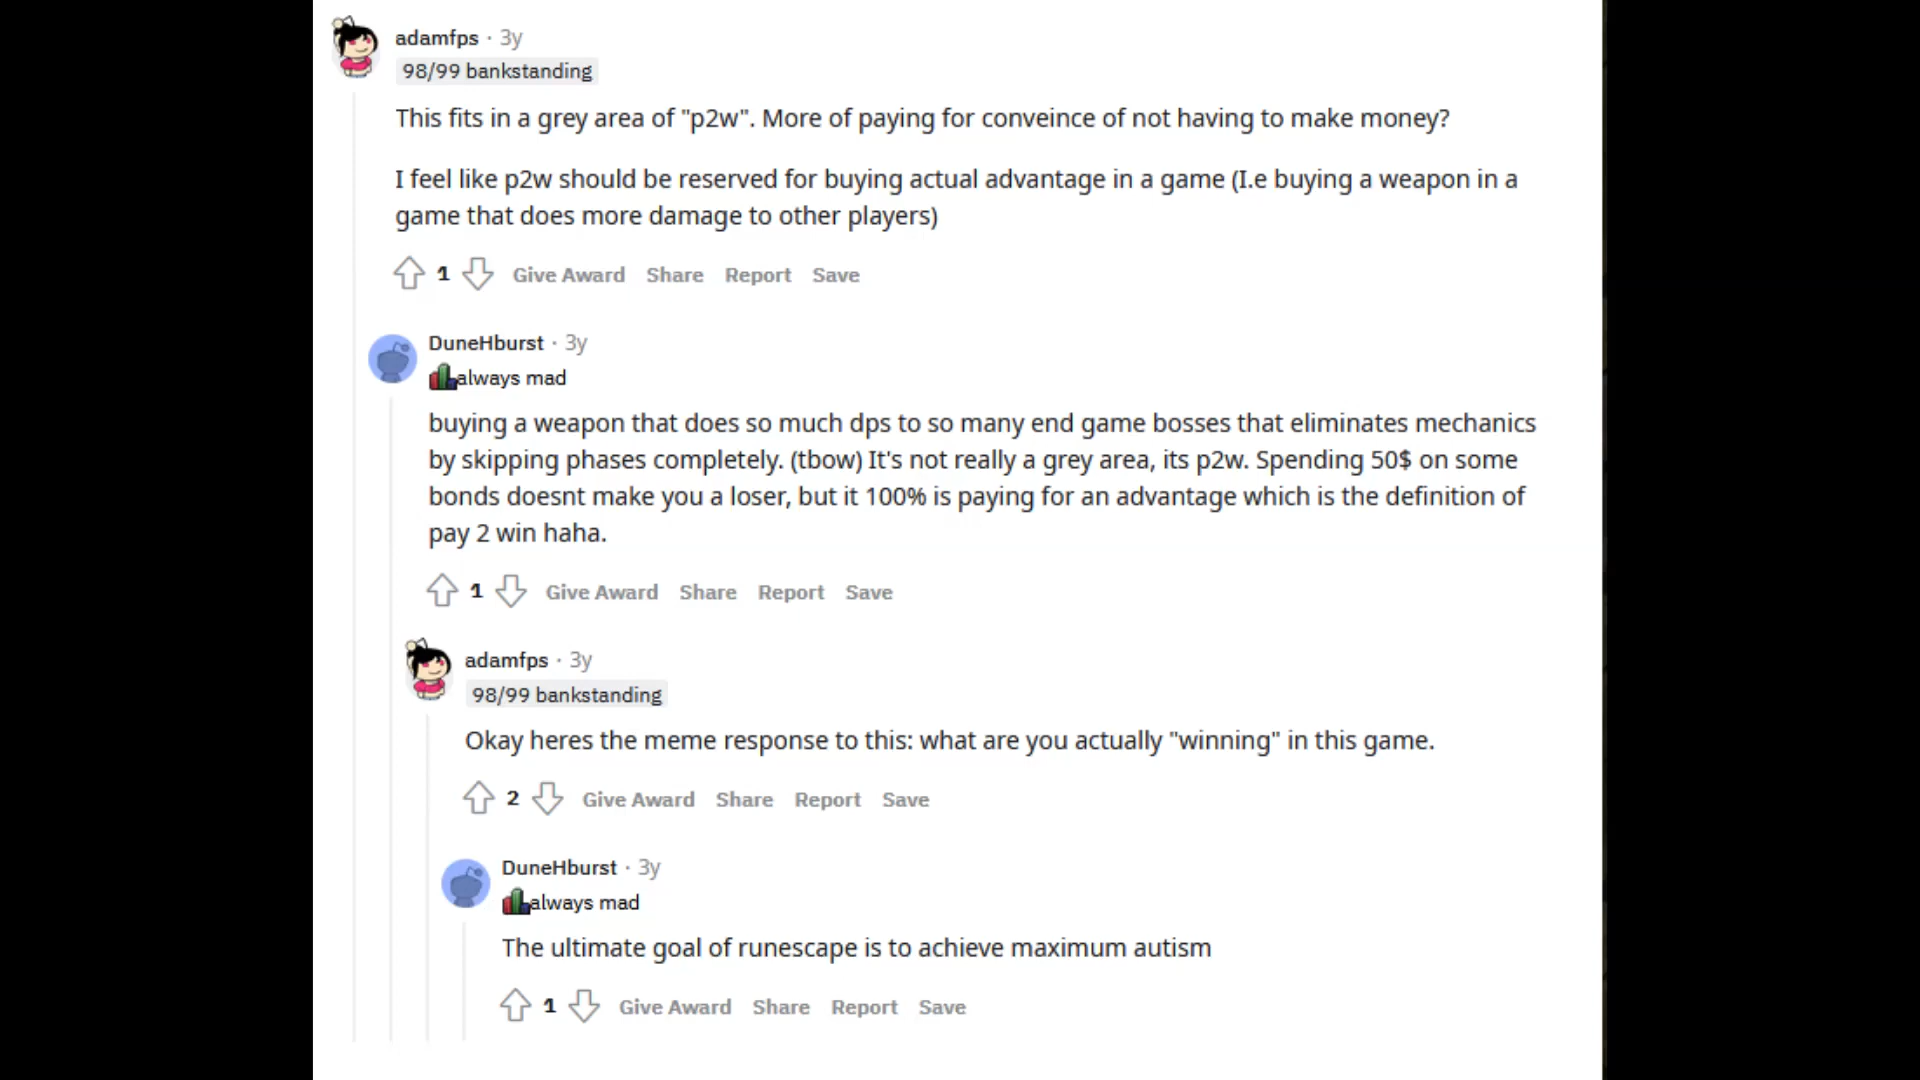 adamfps · 3y
98/99 bankstanding
This fits in a grey area of "p2w". More of paying for conveince of not having to make money?
I feel like p2w should be reserved for buying actual advantage in a game (I.e buying a weapon in a
game that does more damage to other players)
1 Give Award Share Report Save
DuneHburst · 3y
always mad
buying a weapon that does so much dps to so many end game bosses that eliminates mechanics
by skipping phases completely. (tbow) It's not really a grey area, its p2w. Spending 50$ on some
bonds doesnt make you a loser, but it 100% is paying for an advantage which is the definition of
pay 2 win haha.
1 Give Award Share Report Save
adamfps · 3y
98/99 bankstanding
Okay heres the meme response to this: what are you actually "winning" in this game.
2 Give Award Share Report Save
DuneHburst · 3y
always mad
The ultimate goal of runescape is to achieve maximum autism
1 Give Award Share Report Save